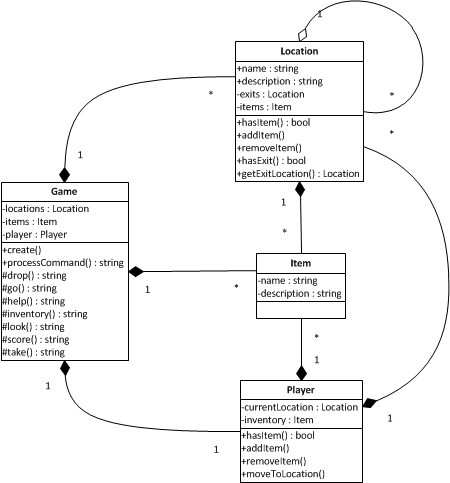 1
Location
+name : string
+description : string
-exits : Location
-items : Item
+hasItem() : bool
+addItem()
+removeItem()
+hasExit() : bool
+getExitLocation() : Location
*
*
*
1
1
*
Game
-locations : Location
-items : Item
-player : Player
+create()
+processCommand() : string
#drop() : string
#go() : string
#help() : string
#inventory() : string
#look() : string
#score() : string
#take() : string
1
*
Item
-name : string
-description : string
*
1
1
1
1
Player
-currentLocation : Location
-inventory : Item
+hasItem() : bool
+addItem()
+removeItem()
+moveToLocation()